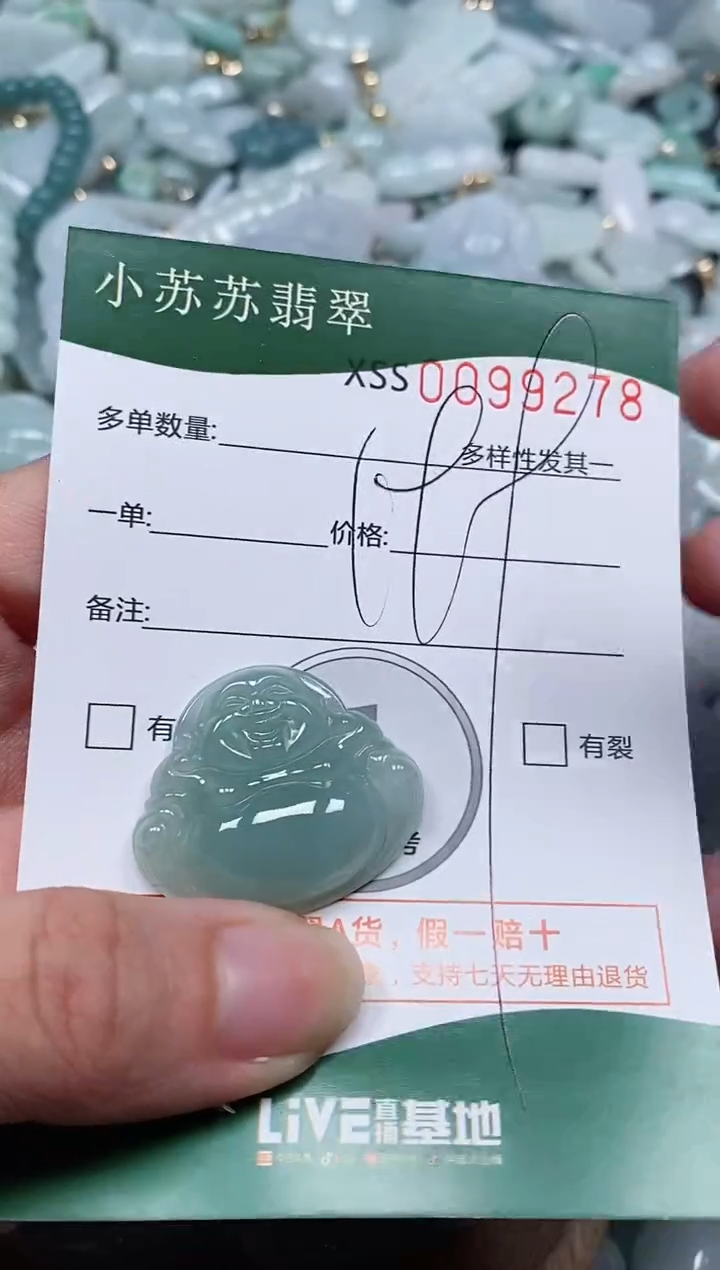 小苏苏翡翠
XSS0099278
多单数量: 多样性发其一
一单: 价格:
备注:
有 有裂
考
A货，假一赔十
，支持七天无理由退货
LiVE直播基地